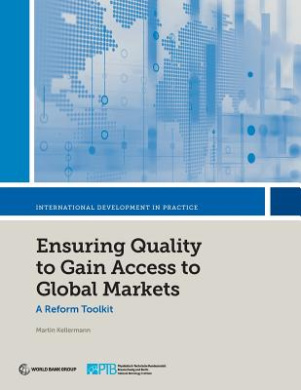 INTERNATIONAL DEVELOPMENT IN PRACTICE
Ensuring Quality
to Gain Access to
Global Markets
A Reform Toolkit
Martin Kellermann
WORLD BANK GROUP
PTB